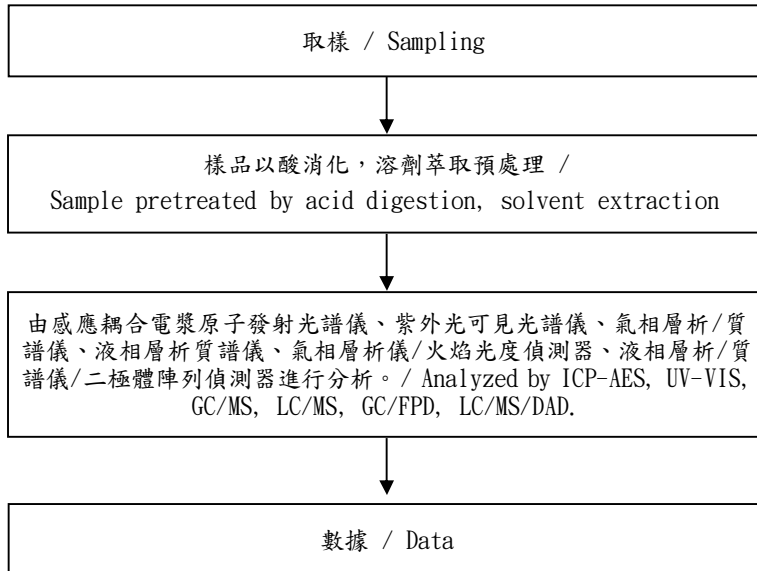 取樣 / Sampling
樣品以酸消化，溶劑萃取預處理 /
Sample pretreated by acid digestion, solvent extraction
由感應耦合電漿原子發射光譜儀、紫外光可見光譜儀、氣相層析/質
譜儀、液相層析質譜儀、氣相層析儀/火焰光度偵測器、液相層析/質
譜儀/二極體陣列偵測器進行分析。/ Analyzed by ICP-AES, UV-VIS,
GC/MS, LC/MS, GC/FPD, LC/MS/DAD.
數據 / Data